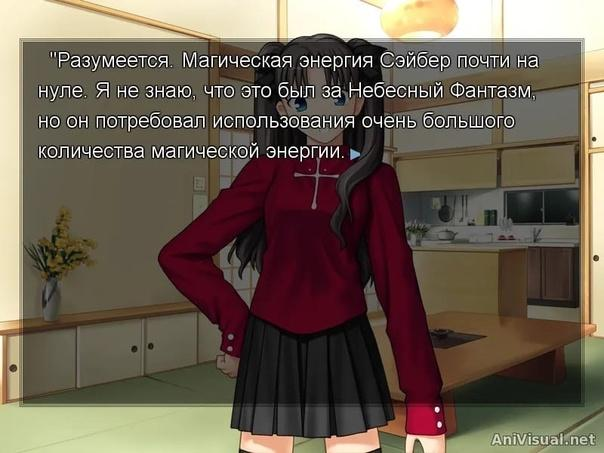 "Разумеется. Магическая энергия Сэйбер почти на
нуле. Я не знаю, что это был за Небесный Фантазм,
но он потребовал использования очень большого
количества магической энергии.
AniVisual.net